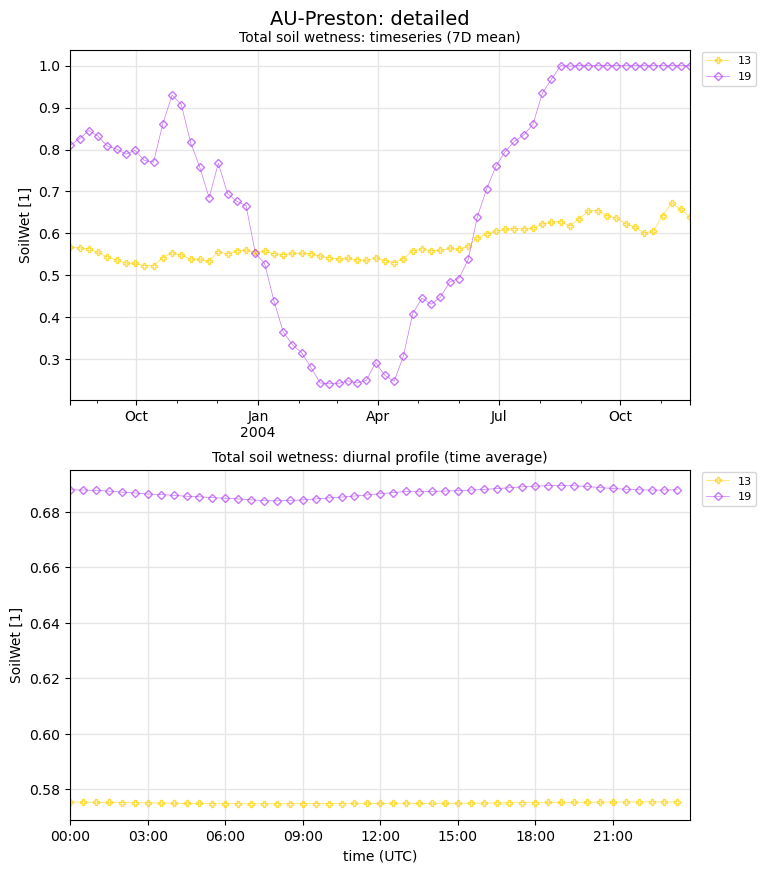 AU-Preston: detailed
Total soil wetness: timeseries (7D mean)
13
19
SoilWet [1]
1.0
0.9
0.8
0.7
0.6
0.5
0.4
0.3
Oct
Jan
2004
Apr
Jul
Oct
Total soil wetness: diurnal profile (time average)
13
19
SoilWet [1]
0.68
0.66
0.64
0.62
0.60
0.58
00:00
03:00
06:00
09:00
12:00
15:00
18:00
21:00
time (UTC)